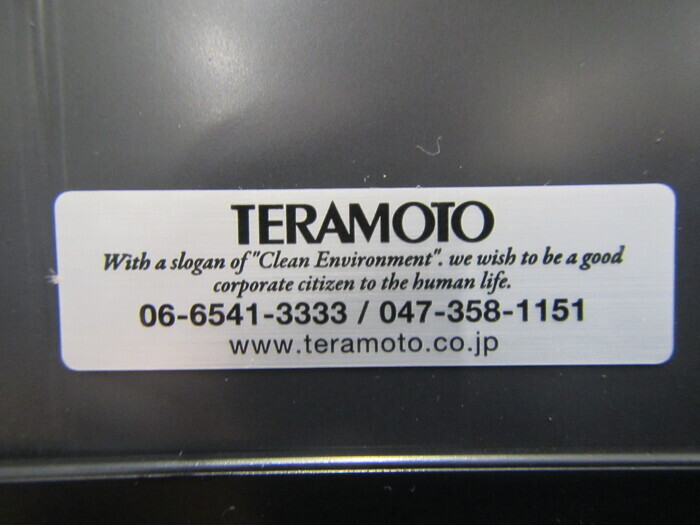 TERAMOTO
With a slogan of "Clean Environment". we wish to be a good
corporate citizen to the human life.
06-6541-3333 / 047-358-1151
www.teramoto.co.jp